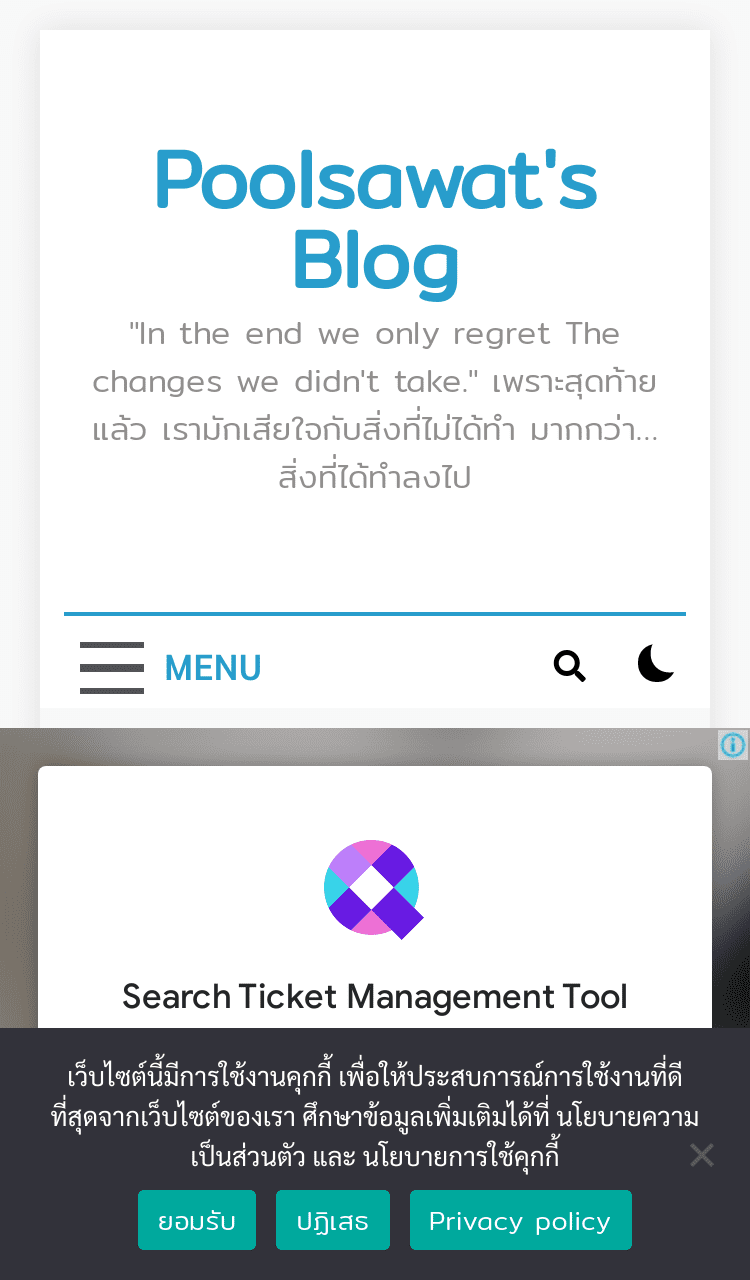 Poolsawat's
Blog
"In the end we only regret The
changes we didn't take." เพราะสุดท้าย
แล้ว เรามักเสียใจกับสิ่งที่ไม่ได้ทำ มากกว่า...
สิ่งที่ได้ทำลงไป
MENU
Search Ticket Management Tool
เว็บไซต์นี้มีการใช้งานคุกกี้ เพื่อให้ประสบการณ์การใช้งานที่ดี
ที่สุดจากเว็บไซต์ของเรา ศึกษาข้อมูลเพิ่มเติมได้ที่ นโยบายความ
เป็นส่วนตัว และ นโยบายการใช้คุกกี้
ยอมรับ ปฏิเสธ Privacy policy